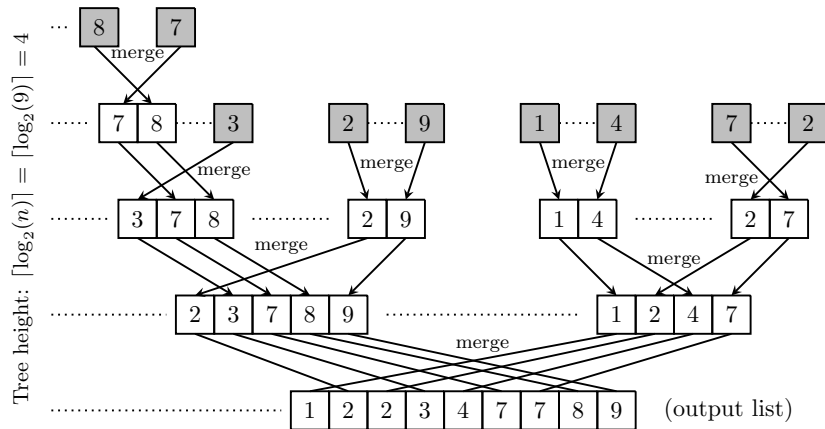 Tree height: ⌈log₂(n)⌉ = ⌈log₂(9)⌉ = 4
8 7
merge
7 8 3 2 9 1 4 7 2
merge merge merge merge
3 7 8 2 9 1 4 2 7
merge merge
2 3 7 8 9 1 2 4 7
merge
1 2 2 3 4 7 7 8 9 (output list)